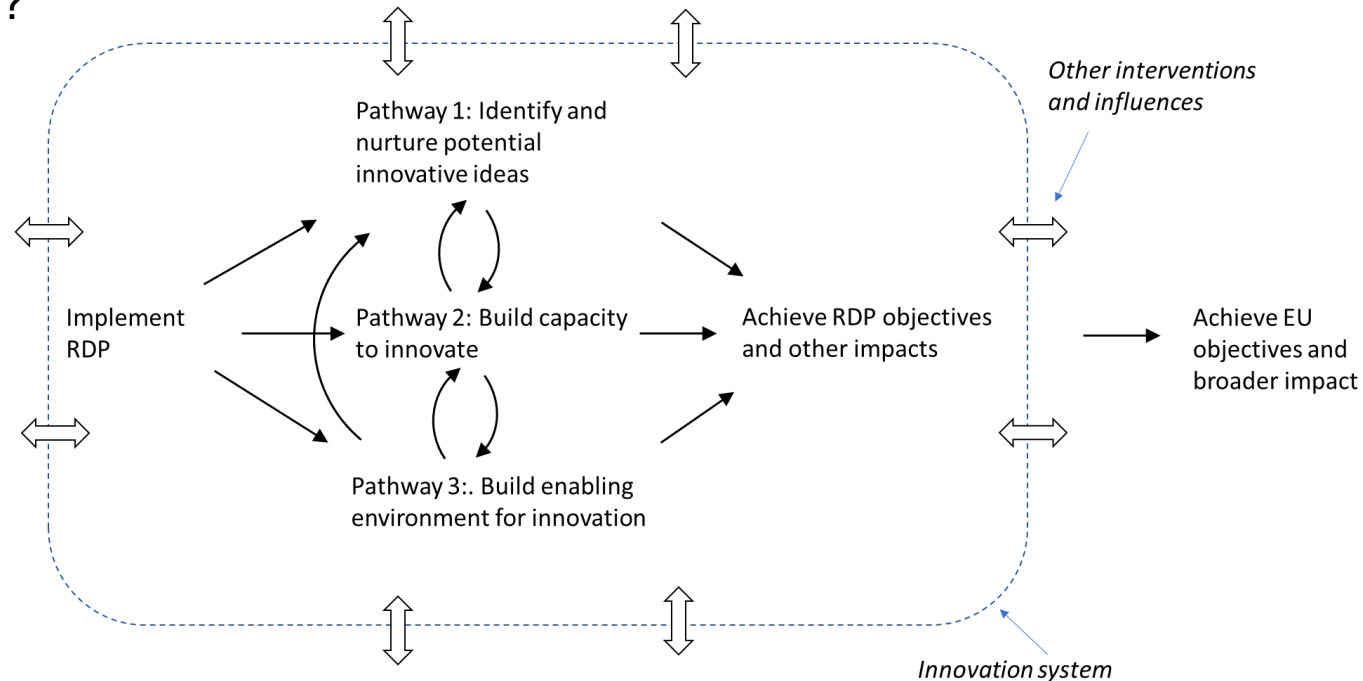 ?
Other interventions
and influences
Pathway 1: Identify and
nurture potential
innovative ideas
Implement
RDP
Pathway 2: Build capacity
to innovate
Achieve RDP objectives
and other impacts
Achieve EU
objectives and
broader impact
Pathway 3:. Build enabling
environment for innovation
Innovation system